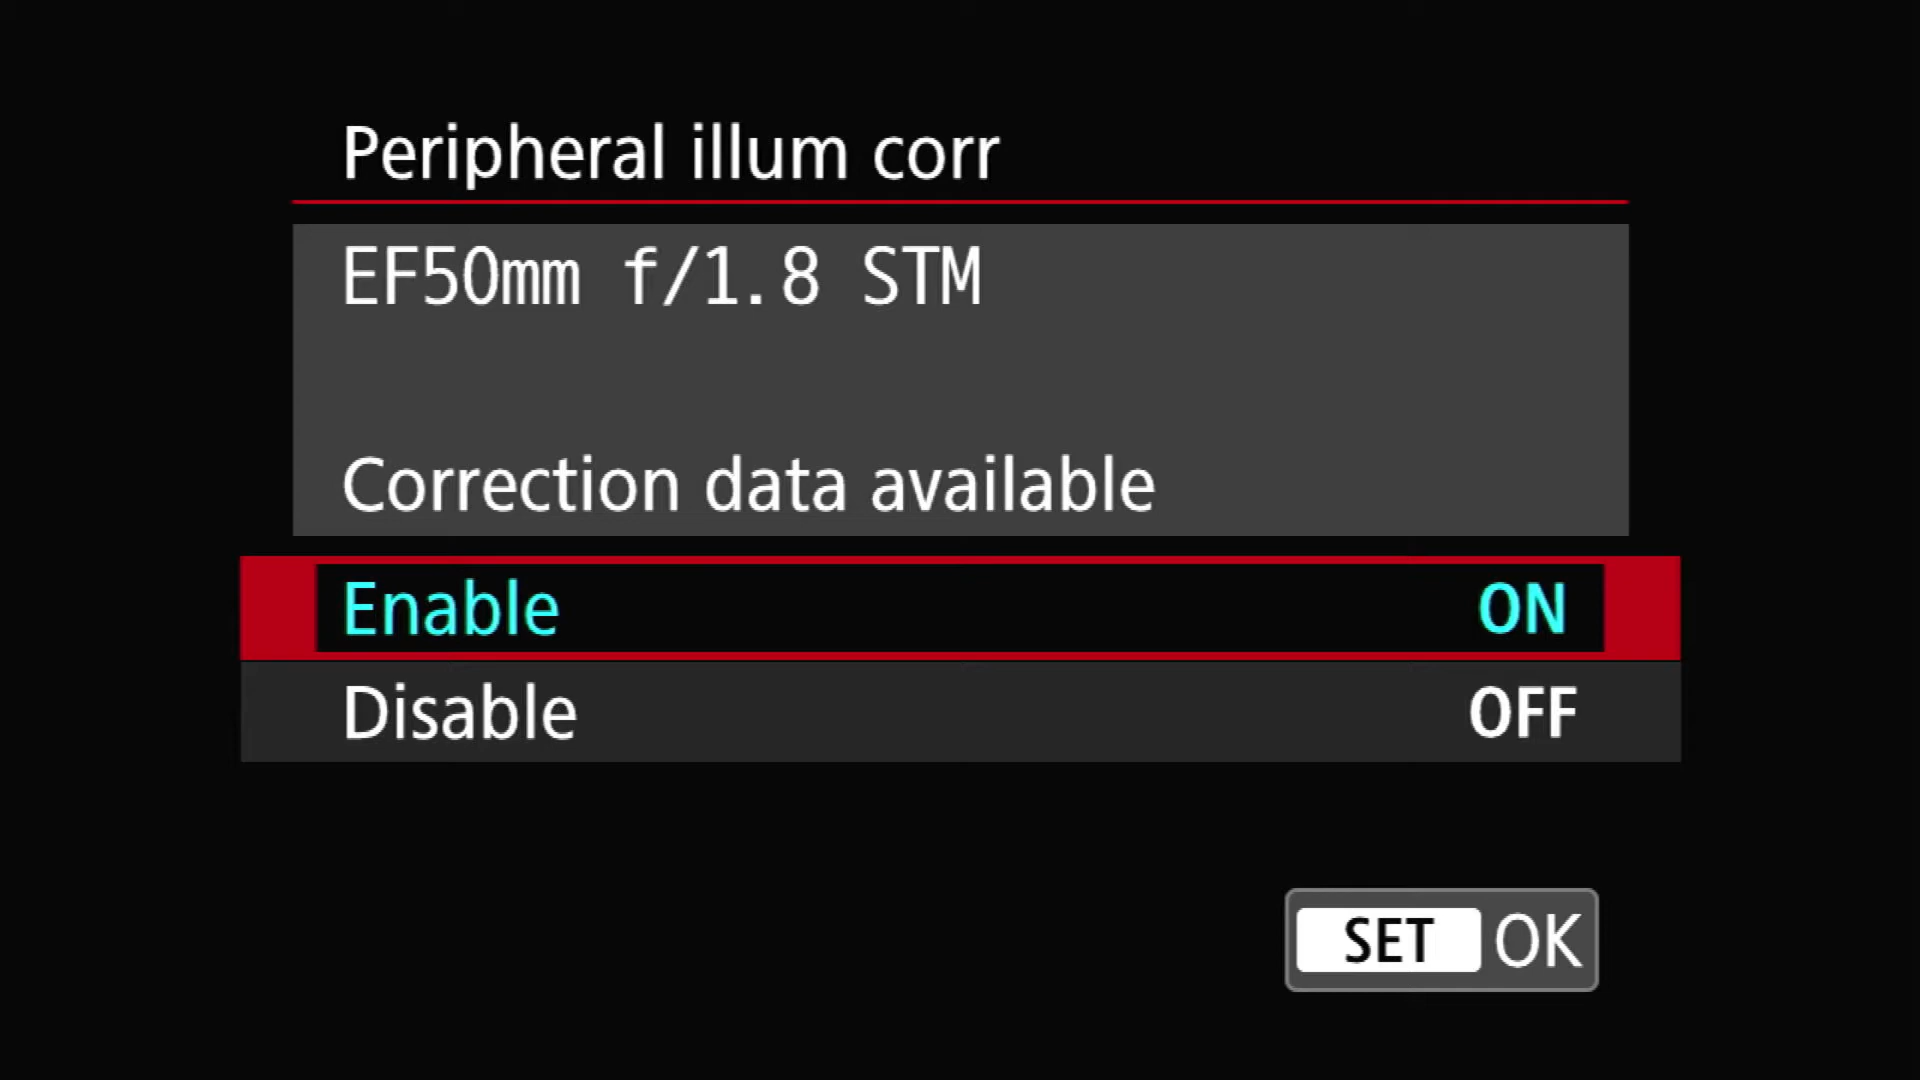 Peripheral illum corr
EF50mm f/1.8 STM
Correction data available
Enable ON
Disable OFF
SET OK